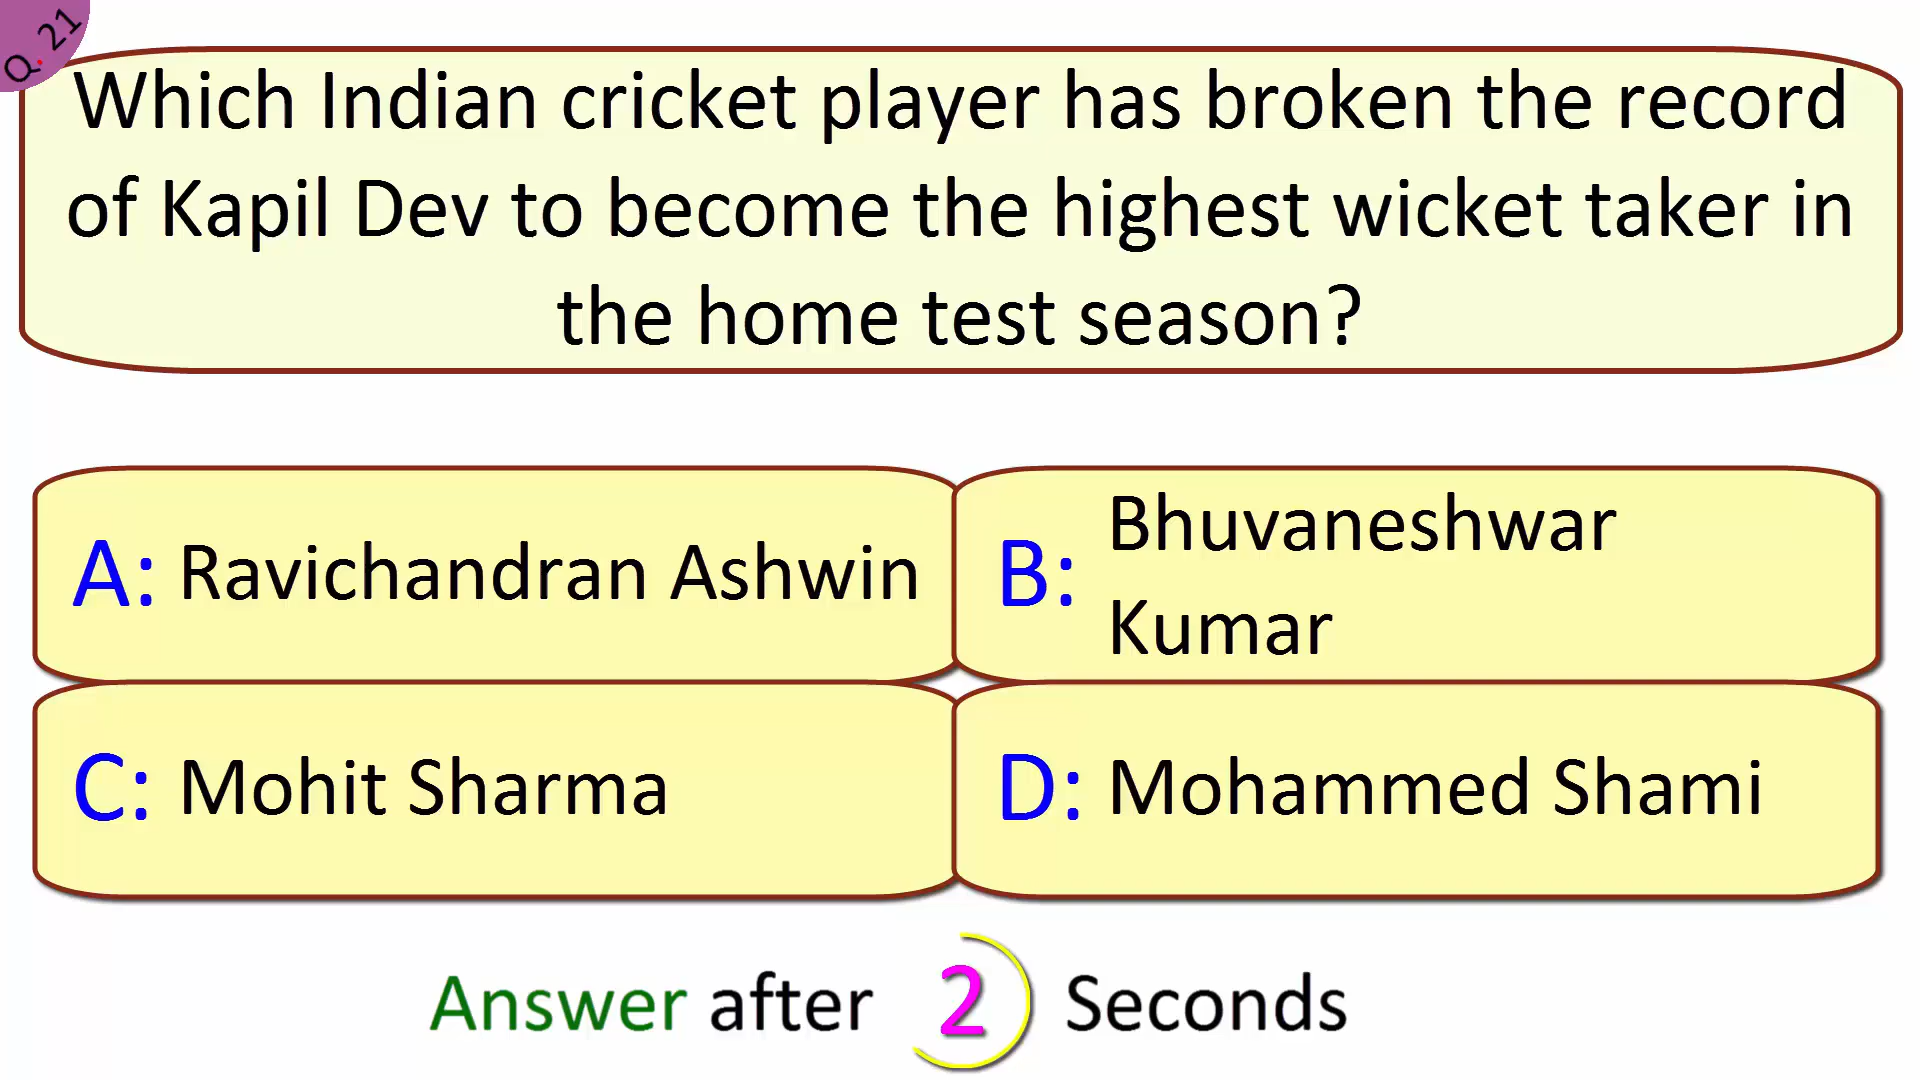 Q. 21
Which Indian cricket player has broken the record
of Kapil Dev to become the highest wicket taker in
the home test season?
A: Ravichandran Ashwin
B: Bhuvaneshwar
Kumar
C: Mohit Sharma
D: Mohammed Shami
Answer after 2 Seconds